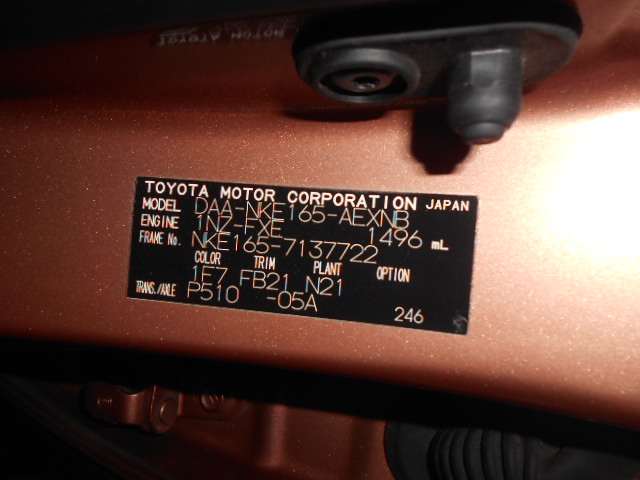 TOYOTA MOTOR CORPORATION JAPAN
MODEL DAA-NKE165-AEXNB
ENGINE 1NZ-FXE 1496 mL
FRAME No. NKE165-7137722
COLOR TRIM PLANT OPTION
1F7 FB21 N21
TRANS./AXLE P510 -05A
246